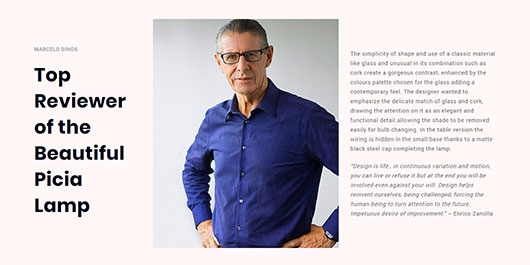 MARCELO DINOS
Top
Reviewer
of the
Beautiful
Picia
Lamp
The simplicity of shape and use of a classic material
like glass and unusual in its combination such as
cork create a gorgeous contrast, enhanced by the
colours palette chosen for the glass adding a
contemporary feel. The designer wanted to
emphasize the delicate match of glass and cork,
drawing the attention on it as an elegant and
functional detail allowing the shade to be removed
easily for bulb changing. In the table version the
wiring is hidden in the small base thanks to a matte
black steel cap completing the lamp.
"Design is life , in continuous variation and motion,
you can live or refuse it but at the end you will be
involved even against your will. Design helps
reinvent ourselves, being challenged, forcing the
human being to turn attention to the future.
Impetuous desire of improvement." – Enrico Zanolla